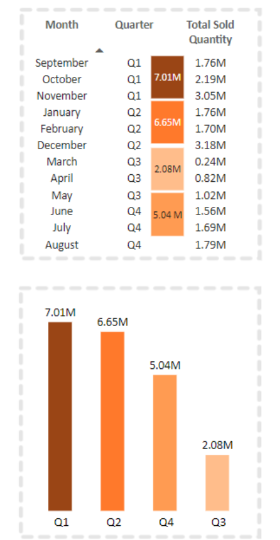 Month Quarter Total Sold
Quantity
September Q1 1.76M
October Q1 7.01M 2.19M
November Q1 3.05M
January Q2 1.76M
February Q2 6.65M 1.70M
December Q2 3.18M
March Q3 0.24M
April Q3 2.08M 0.82M
May Q3 1.02M
June Q4 5.04 M 1.56M
July Q4 1.69M
August Q4 1.79M
7.01M
6.65M
5.04M
2.08M
Q1 Q2 Q4 Q3